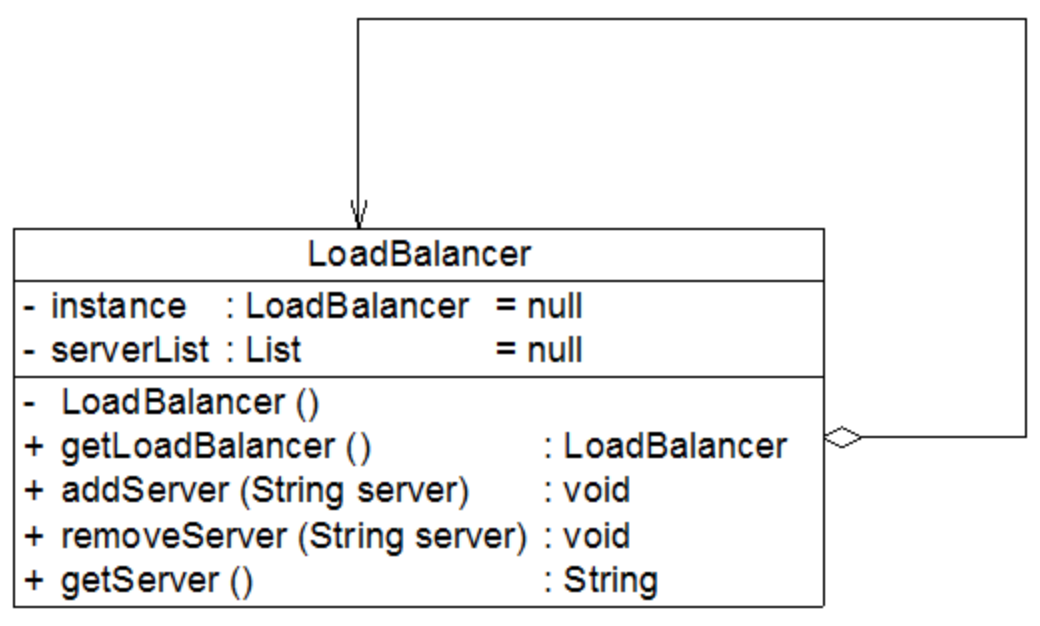 LoadBalancer
- instance : LoadBalancer = null
- serverList : List = null
- LoadBalancer ()
+ getLoadBalancer () : LoadBalancer
+ addServer (String server) : void
+ removeServer (String server) : void
+ getServer () : String